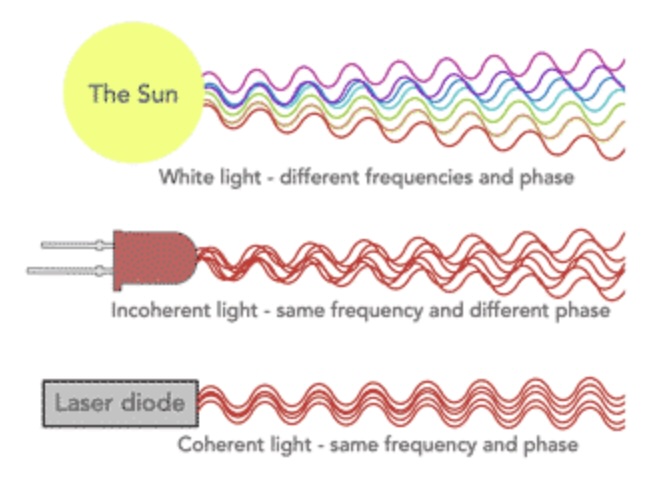 The Sun
White light - different frequencies and phase
Incoherent light - same frequency and different phase
Laser diode
Coherent light - same frequency and phase